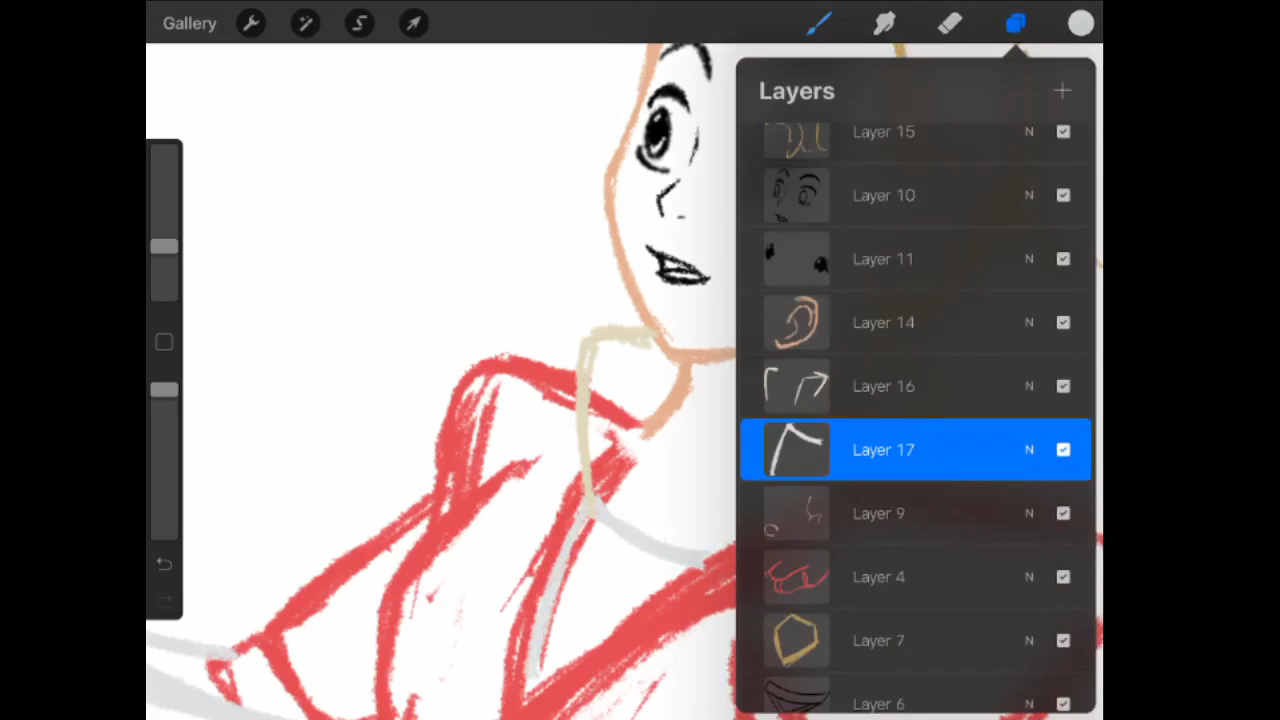 Gallery
Layers
Layer 15 N
Layer 10 N
Layer 11 N
Layer 14 N
Layer 16 N
Layer 17 N
Layer 9 N
Layer 4 N
Layer 7 N
Layer 6 N